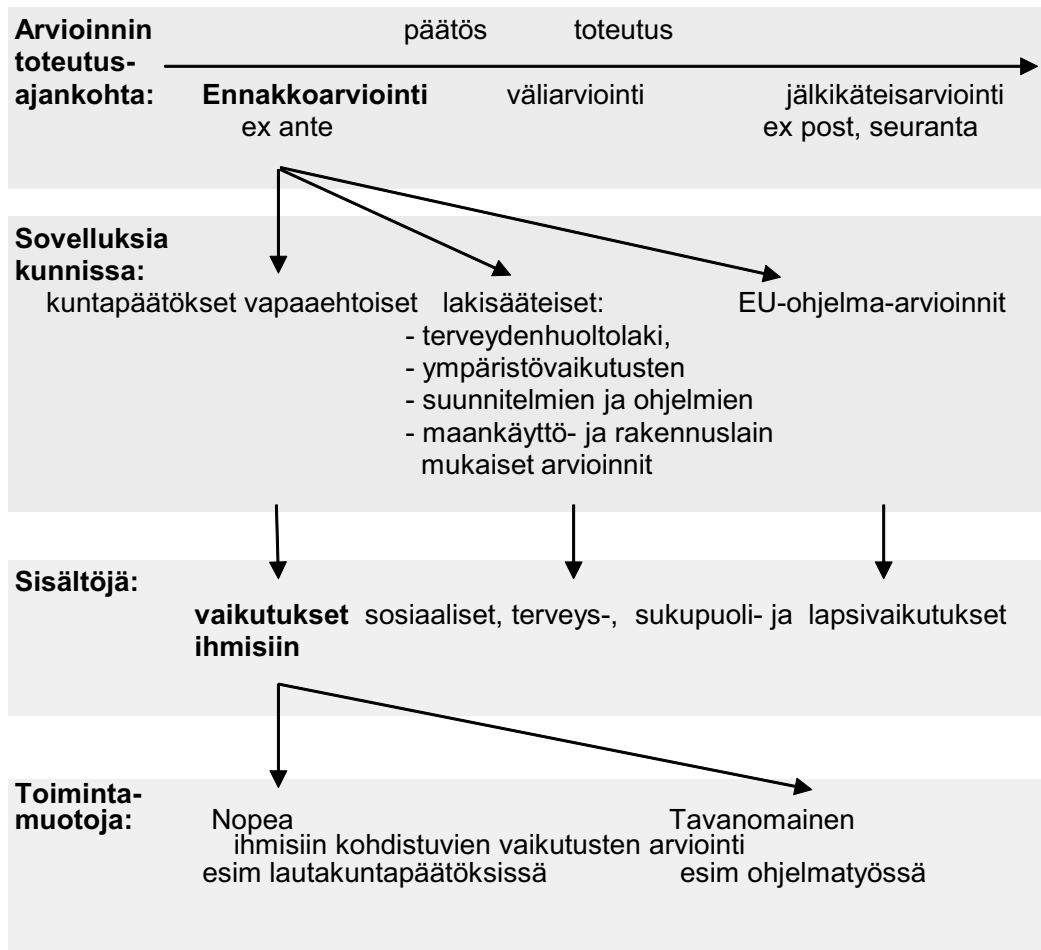 Arvioinnin päätös toteutus
toteutus-
ajankohta: Ennakkoarviointi väliarviointi jälkikäteisarviointi
ex ante ex post, seuranta
Sovelluksia
kunnissa:
kuntapäätökset vapaaehtoiset lakisääteiset: EU-ohjelma-arvioinnit
- terveydenhuoltolaki,
- ympäristövaikutusten
- suunnitelmien ja ohjelmien
- maankäyttö- ja rakennuslain
mukaiset arvioinnit
Sisältöjä:
vaikutukset sosiaaliset, terveys-, sukupuoli- ja lapsivaikutukset
ihmisiin
Toiminta-
muotoja: Nopea Tavanomainen
ihmisiin kohdistuvien vaikutusten arviointi
esim lautakuntapäätöksissä esim ohjelmatyössä